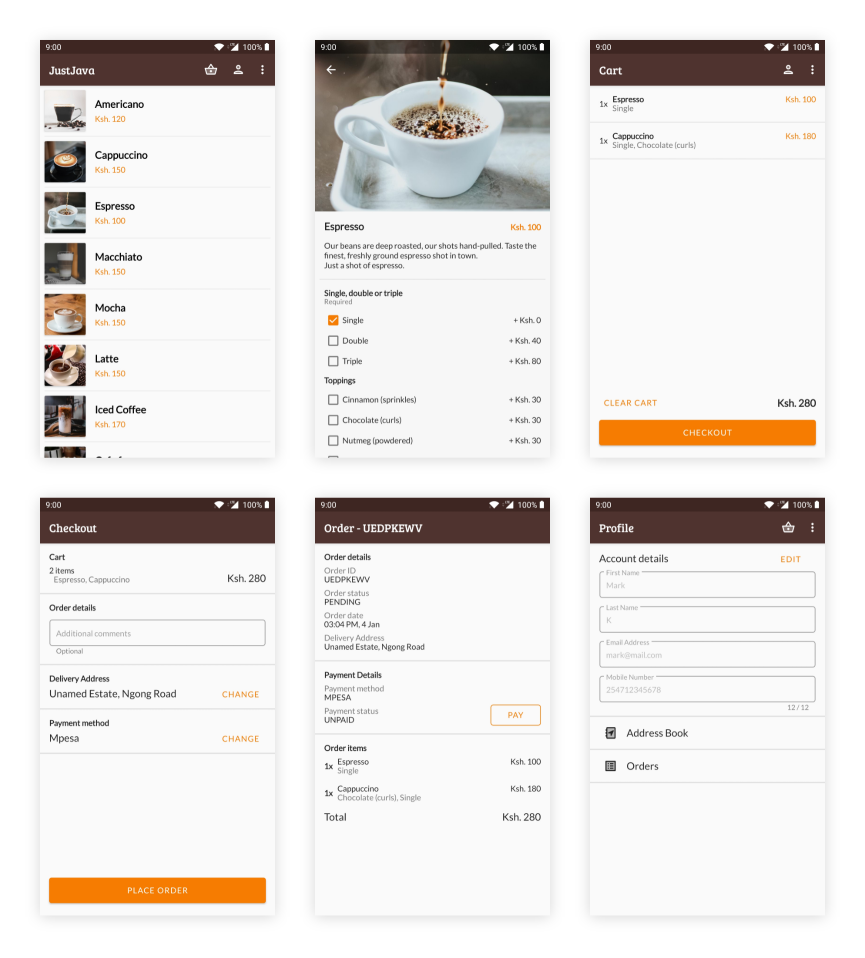 9:00 100%
JustJava
Americano
Ksh. 120
Cappuccino
Ksh. 150
Espresso
Ksh. 100
Macchiato
Ksh. 150
Mocha
Ksh. 150
Latte
Ksh. 150
Iced Coffee
Ksh. 170
9:00 100%
Espresso Ksh. 100
Our beans are deep roasted, our shots hand-pulled. Taste the
finest, freshly ground espresso shot in town.
Just a shot of espresso.
Single, double or triple
Required
Single + Ksh. 0
Double + Ksh. 40
Triple + Ksh. 80
Toppings
Cinnamon (sprinkles) + Ksh. 30
Chocolate (curls) + Ksh. 30
Nutmeg (powdered) + Ksh. 30
9:00 100%
Cart
1x Espresso Ksh. 100
Single
1x Cappuccino Ksh. 180
Single, Chocolate (curls)
CLEAR CART Ksh. 280
CHECKOUT
9:00 100%
Checkout
Cart
2 items
Espresso, Cappuccino Ksh. 280
Order details
Additional comments
Optional
Delivery Address
Unamed Estate, Ngong Road CHANGE
Payment method
Mpesa CHANGE
PLACE ORDER
9:00 100%
Order - UEDPKEWV
Order details
Order ID
UEDPKEWV
Order status
PENDING
Order date
03:04 PM, 4 Jan
Delivery Address
Unamed Estate, Ngong Road
Payment Details
Payment method
MPESA
Payment status
UNPAID PAY
Order items
1x Espresso Ksh. 100
Single
1x Cappuccino Ksh. 180
Chocolate (curls), Single
Total Ksh. 280
9:00 100%
Profile
Account details EDIT
First Name
Mark
Last Name
K
Email Address
mark@mail.com
Mobile Number
254712345678
12 / 12
Address Book
Orders